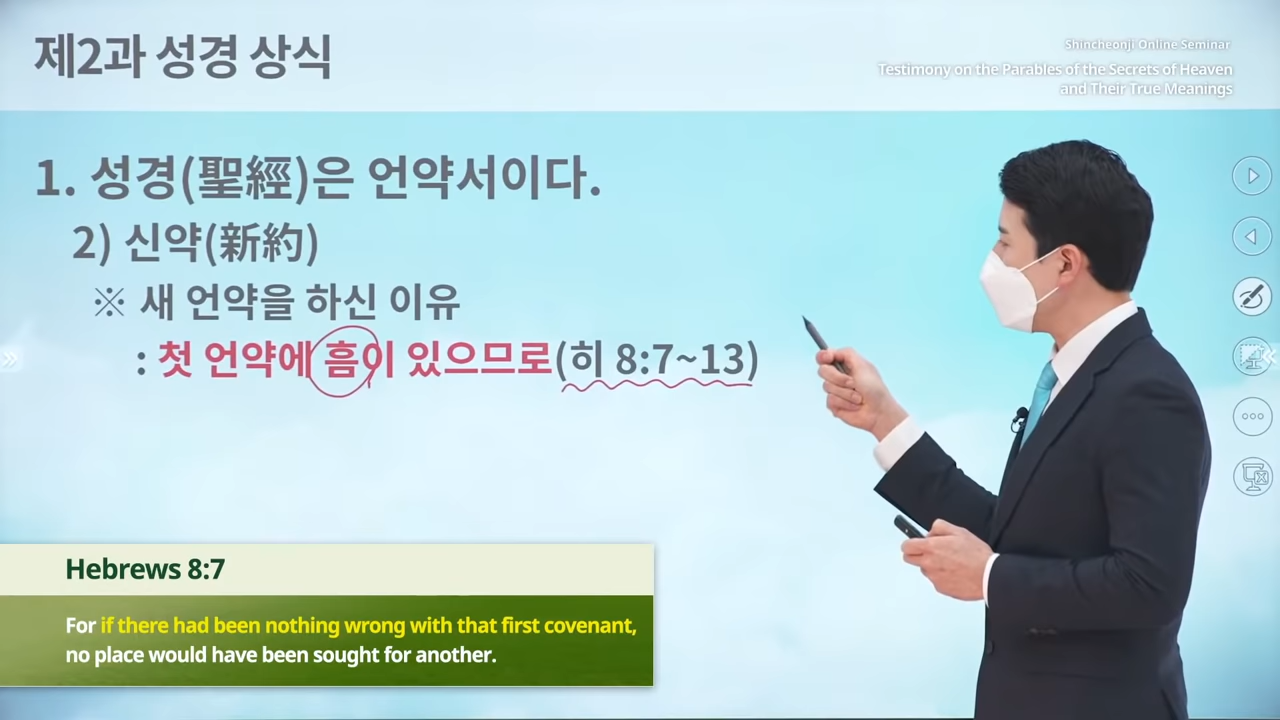 제2과 성경 상식
Shincheonji Online Seminar
Testimony on the Parables of the Secrets of Heaven
and Their True Meanings
1. 성경(聖經)은 언약서이다.
2) 신약(新約)
※ 새 언약을 하신 이유
: 첫 언약에 흠이 있으므로(히 8:7~13)
Hebrews 8:7
For if there had been nothing wrong with that first covenant,
no place would have been sought for another.